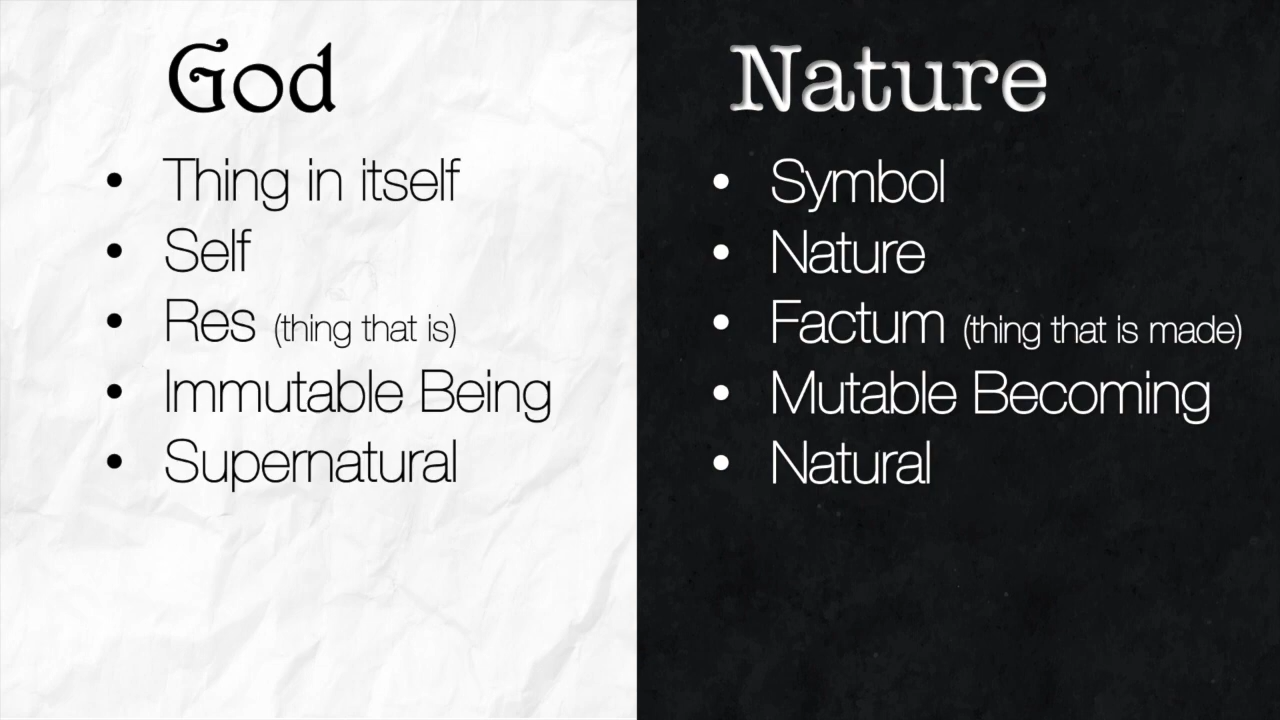 God
• Thing in itself
• Self
• Res (thing that is)
• Immutable Being
• Supernatural
Nature
• Symbol
• Nature
• Factum (thing that is made)
• Mutable Becoming
• Natural